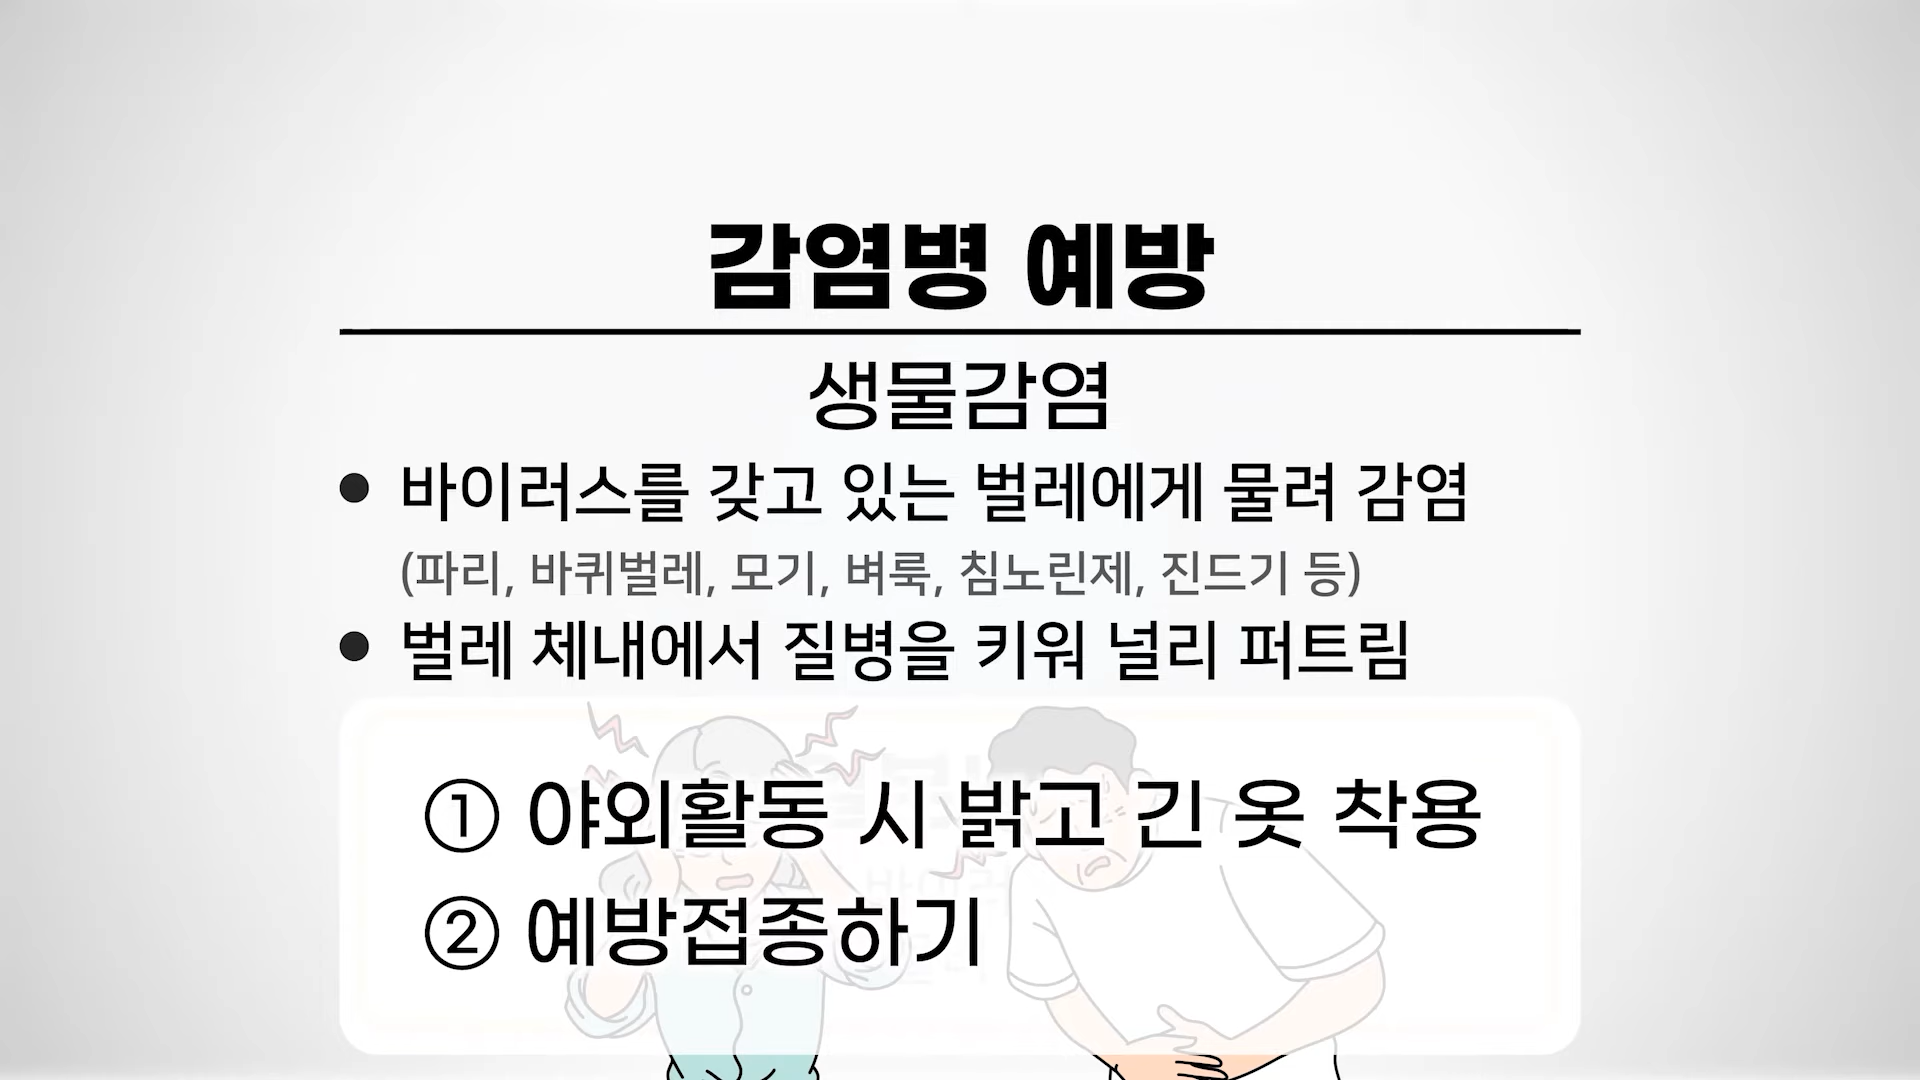 감염병 예방
생물감염
● 바이러스를 갖고 있는 벌레에게 물려 감염
(파리, 바퀴벌레, 모기, 벼룩, 침노린제, 진드기 등)
● 벌레 체내에서 질병을 키워 널리 퍼트림
① 야외활동 시 밝고 긴 옷 착용
② 예방접종하기